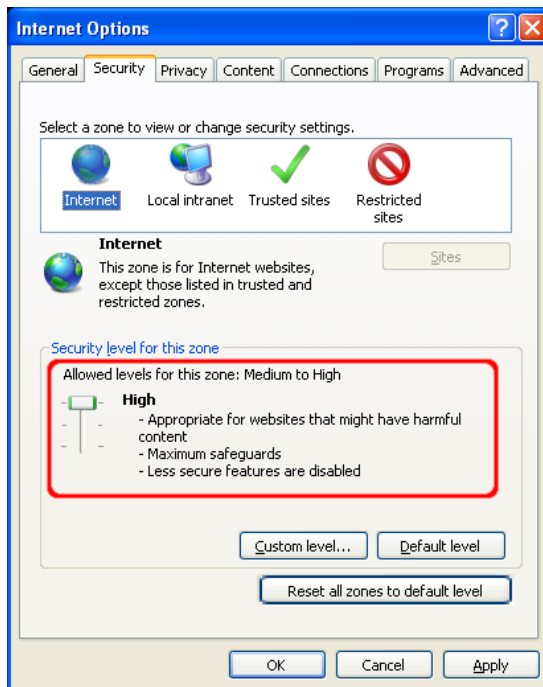 Internet Options
General Security Privacy Content Connections Programs Advanced
Select a zone to view or change security settings.
Internet Local intranet Trusted sites Restricted
sites
Internet
This zone is for Internet websites,
except those listed in trusted and
restricted zones.
Sites
Security level for this zone
Allowed levels for this zone: Medium to High
High
- Appropriate for websites that might have harmful
content
- Maximum safeguards
- Less secure features are disabled
Custom level... Default level
Reset all zones to default level
OK Cancel Apply